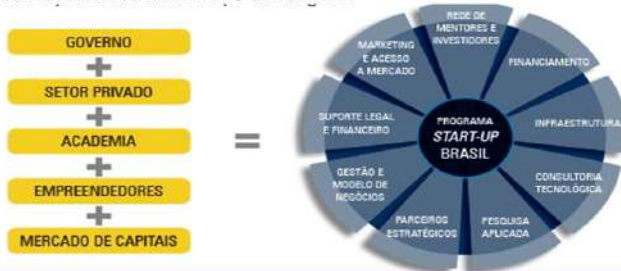 GOVERNO
+
SETOR PRIVADO
+
ACADEMIA
+
EMPREENDEDORES
+
MERCADO DE CAPITAIS
=
REDE DE
MENTORES E
INVESTIDORES
FINANCIAMENTO
INFRAESTRUTURA
CONSULTORIA
TECNOLÓGICA
PESQUISA
APLICADA
PARCEIROS
ESTRATÉGICOS
GESTÃO E
MODELO DE
NEGÓCIOS
SUPORTE LEGAL
E FINANCEIRO
MARKETING
E ACESSO
A MERCADO
PROGRAMA
START-UP
BRASIL